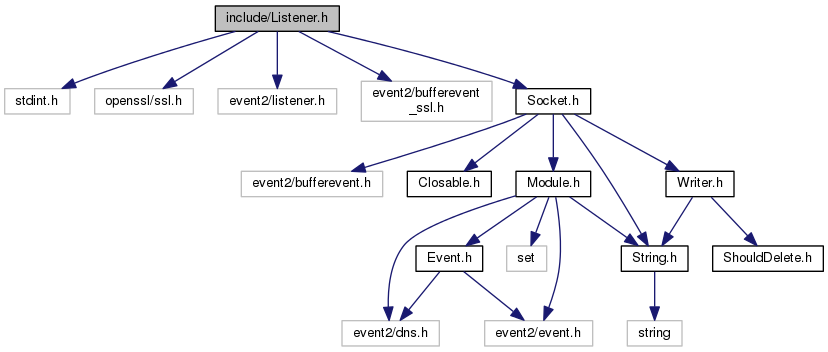 include/Listener.h
stdint.h
openssl/ssl.h
event2/listener.h
event2/bufferevent
_ssl.h
Socket.h
event2/bufferevent.h
Closable.h
Module.h
Writer.h
Event.h
set
String.h
ShouldDelete.h
event2/dns.h
event2/event.h
string